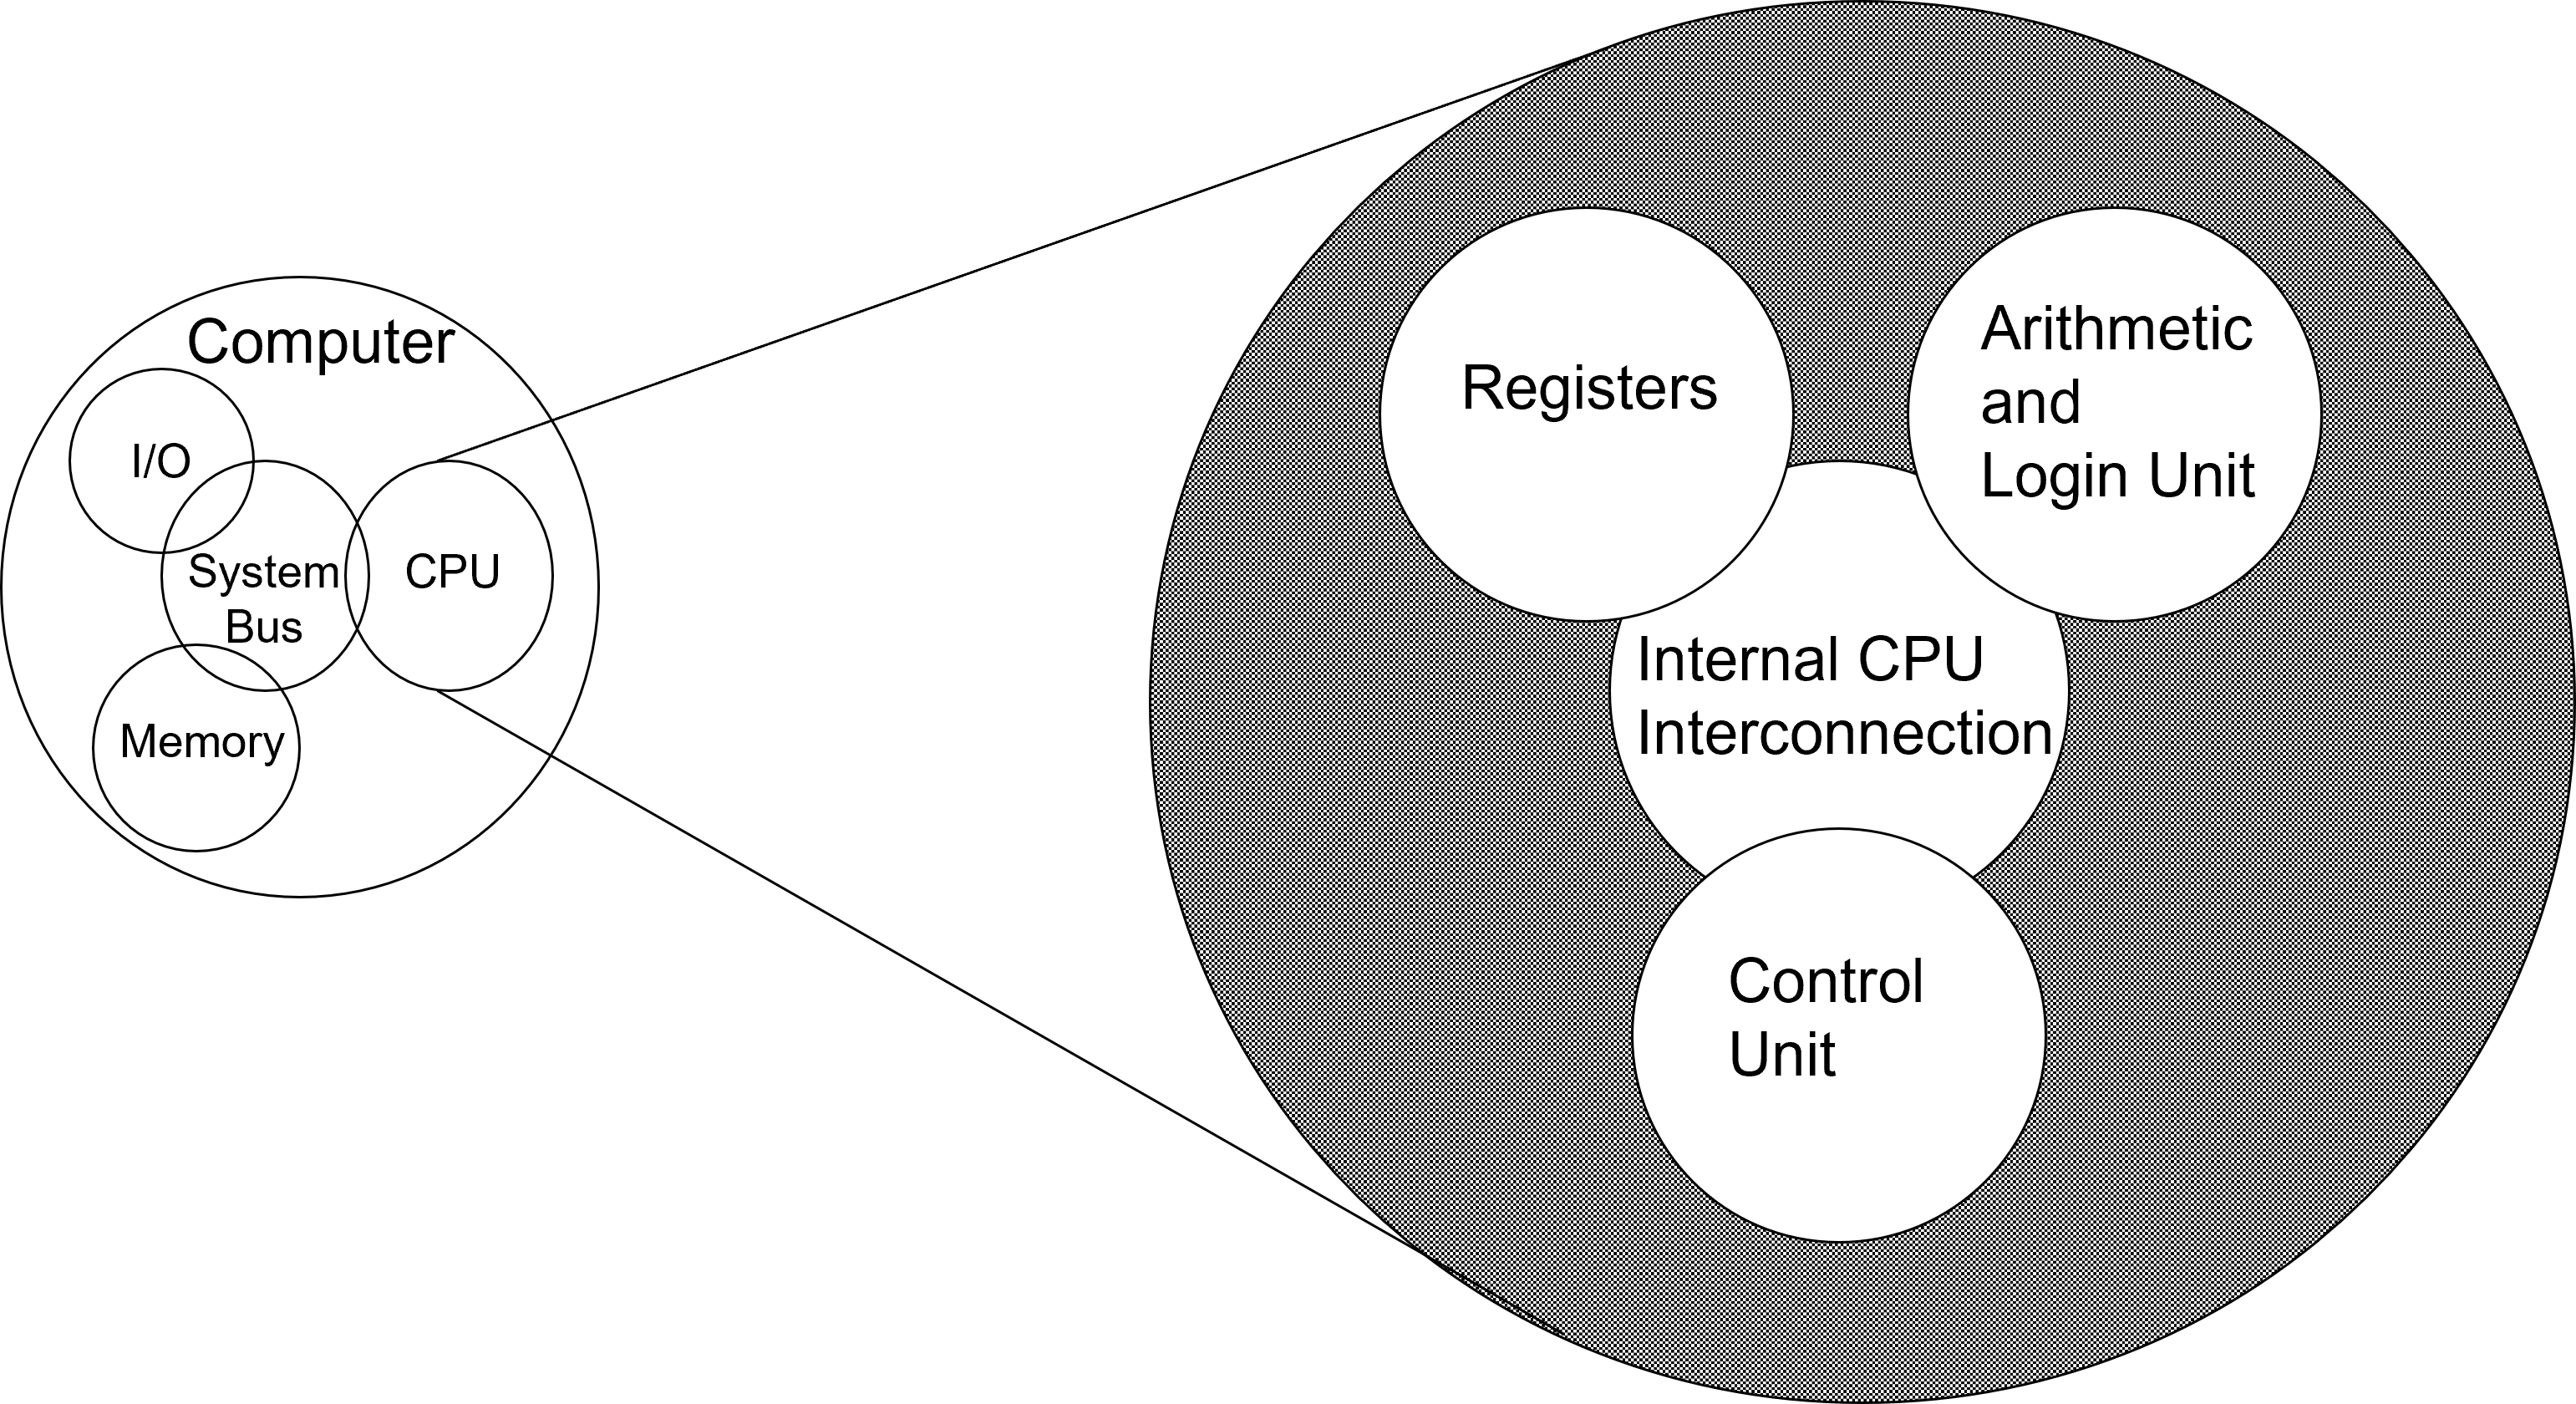 Computer
I/O
System
Bus
CPU
Memory
Registers
Arithmetic
and
Login Unit
Internal CPU
Interconnection
Control
Unit